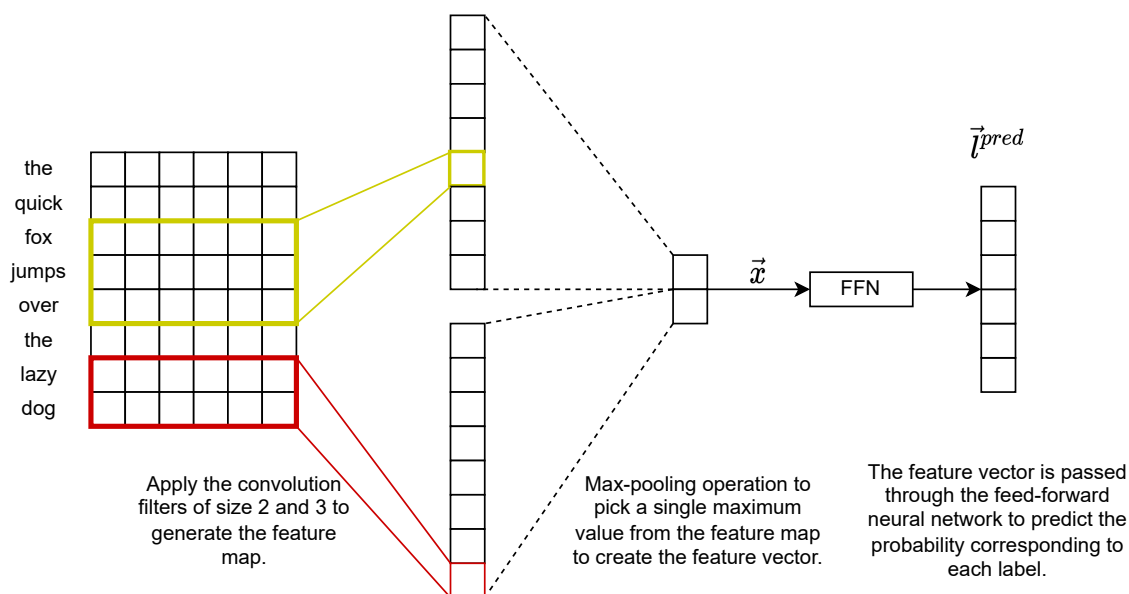 the
quick
fox
jumps
over
the
lazy
dog
Apply the convolution
filters of size 2 and 3 to
generate the feature
map.
Max-pooling operation to
pick a single maximum
value from the feature map
to create the feature vector.
x⃗
FFN
l⃗^pred
The feature vector is passed
through the feed-forward
neural network to predict the
probability corresponding to
each label.